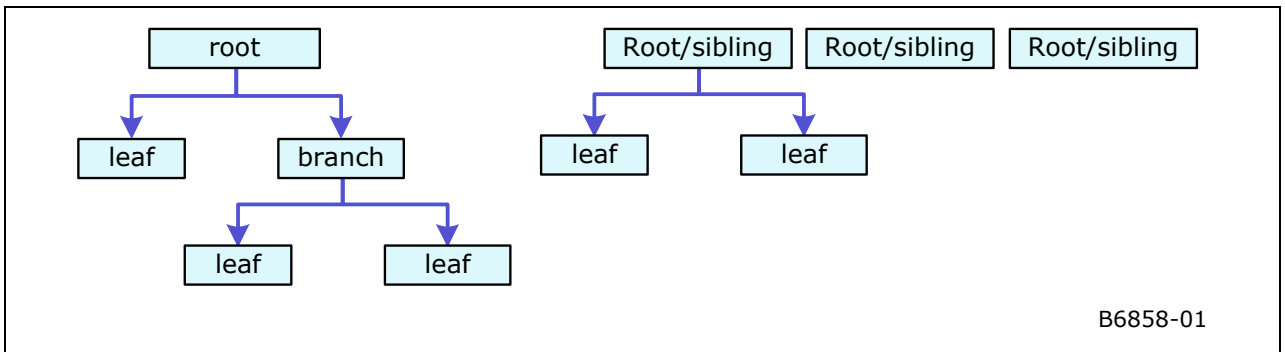 root
Root/sibling
Root/sibling
Root/sibling
leaf
branch
leaf
leaf
leaf
leaf
B6858-01